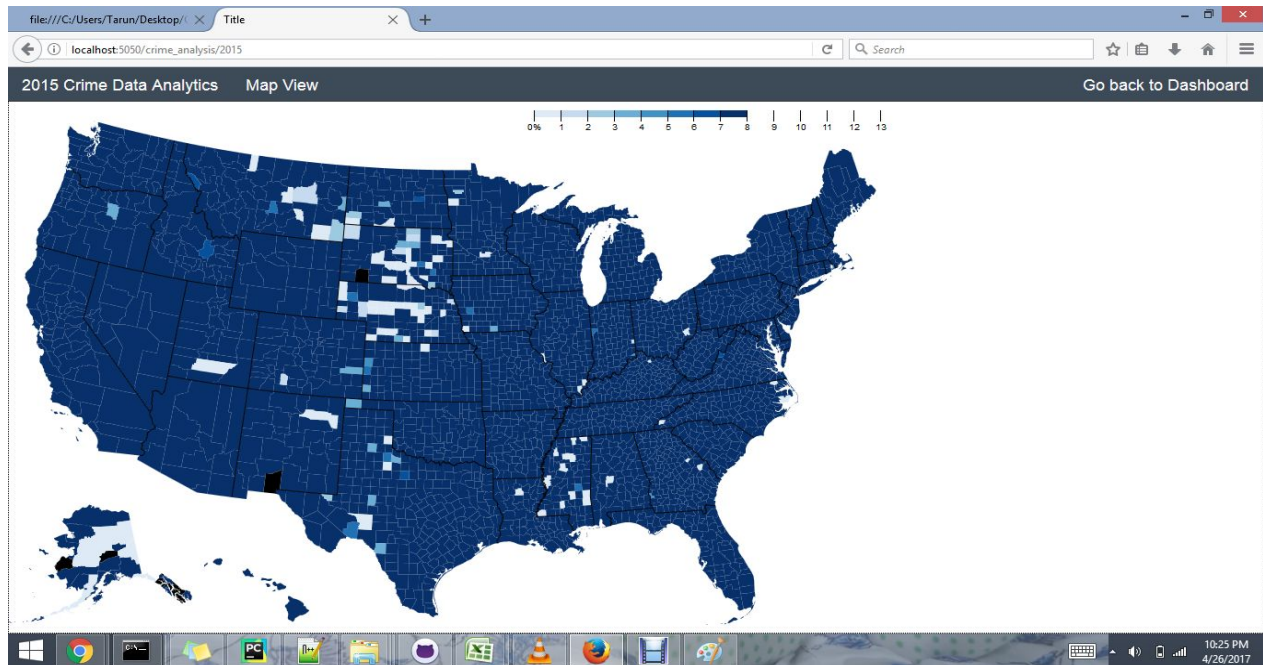 file:///C:/Users/Tarun/Desktop/
Title
localhost:5050/crime_analysis/2015
Search
2015 Crime Data Analytics Map View Go back to Dashboard
0% 1 2 3 4 5 6 7 8 9 10 11 12 13
PC
10:25 PM
4/26/2017